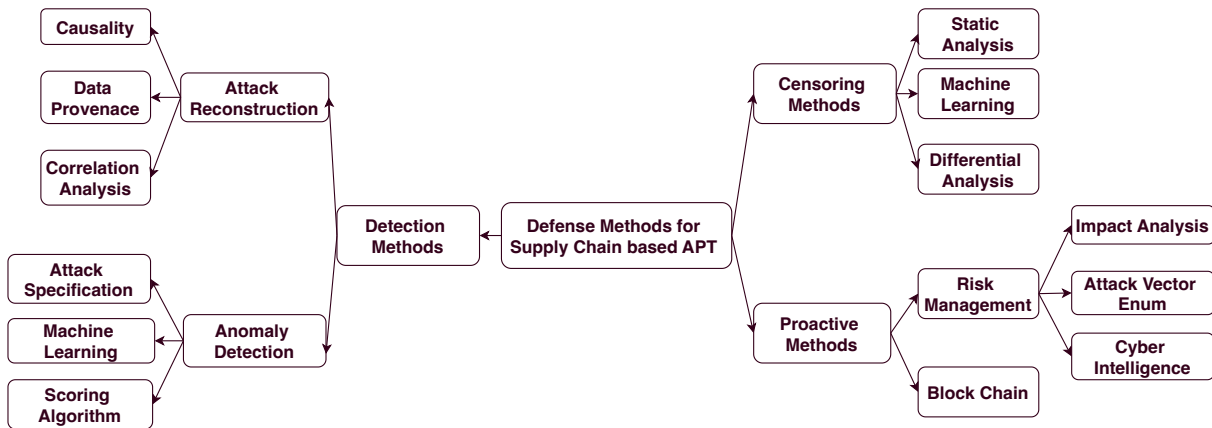 Causality
Data
Provenace
Correlation
Analysis
Attack
Reconstruction
Attack
Specification
Machine
Learning
Scoring
Algorithm
Anomaly
Detection
Detection
Methods
Defense Methods for
Supply Chain based APT
Censoring
Methods
Static
Analysis
Machine
Learning
Differential
Analysis
Proactive
Methods
Risk
Management
Block Chain
Impact Analysis
Attack Vector
Enum
Cyber
Intelligence